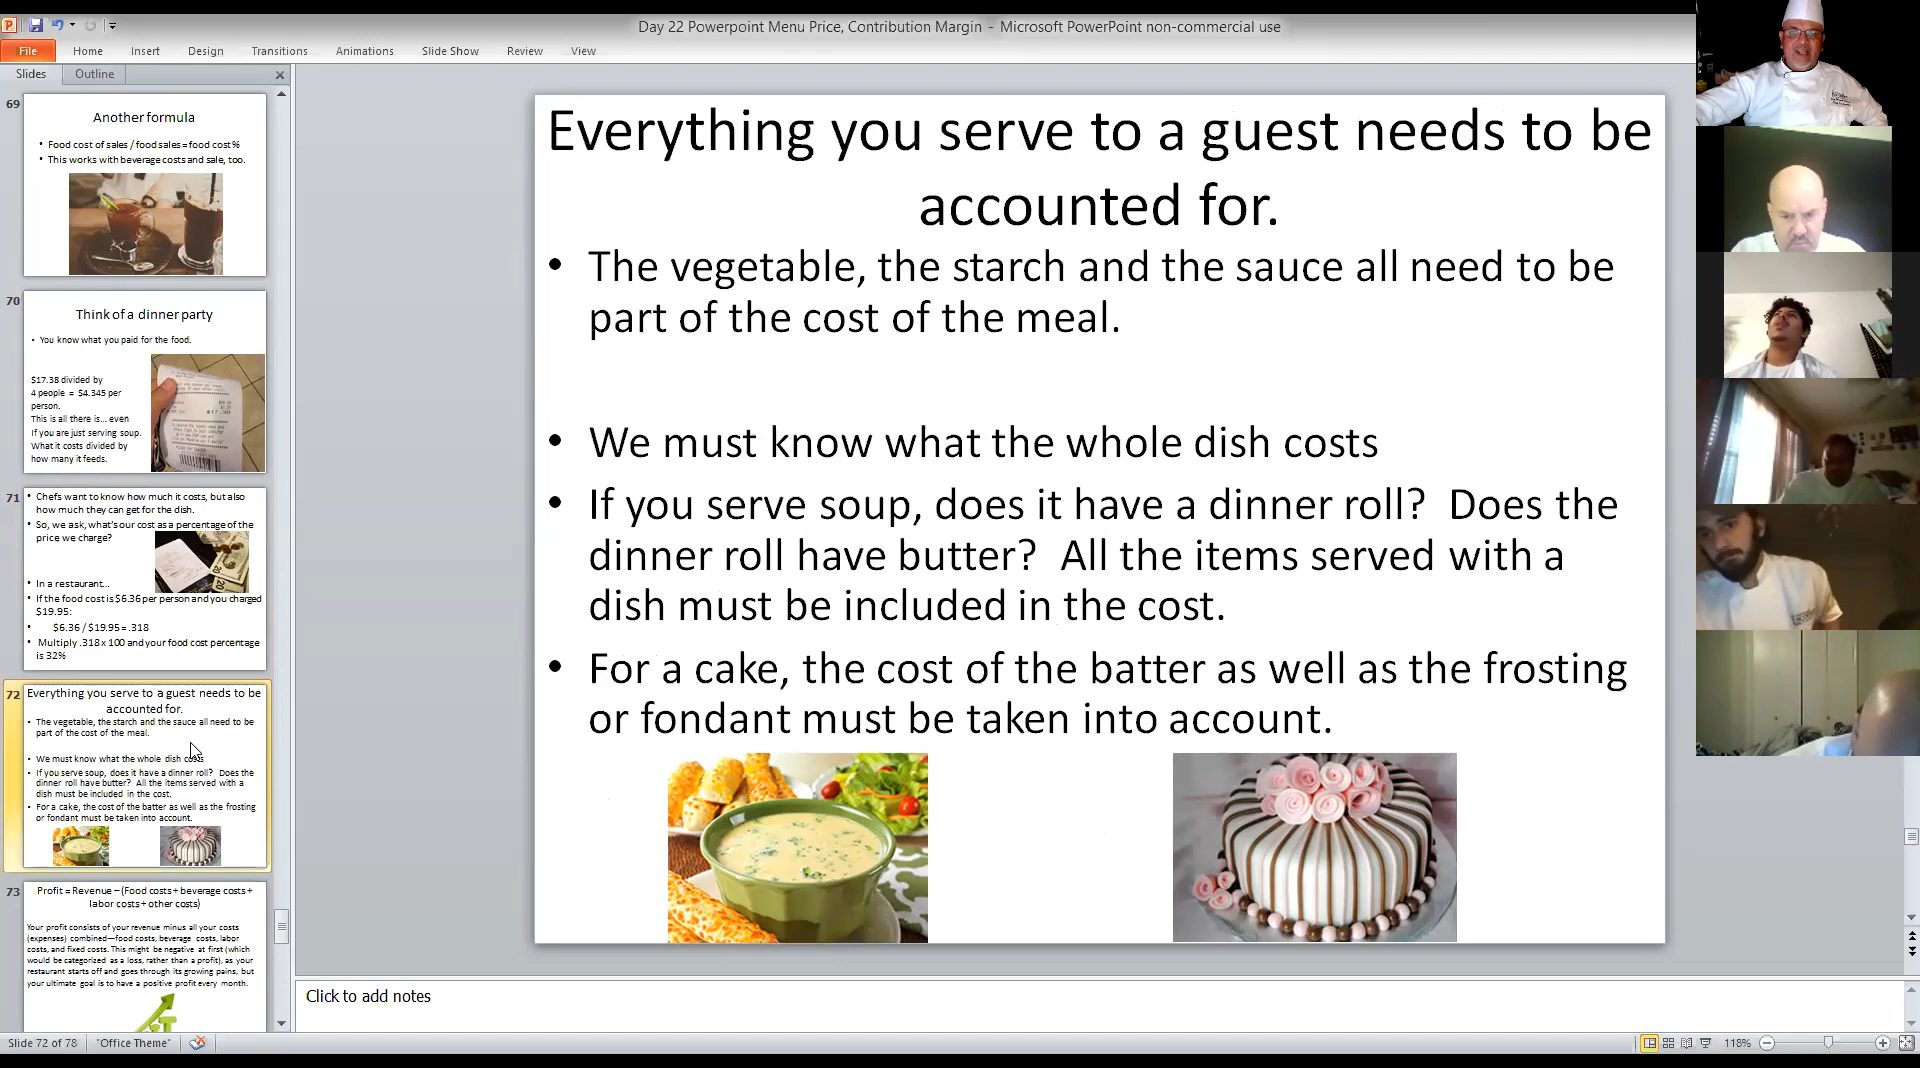 Day 22 Powerpoint Menu Price, Contribution Margin - Microsoft PowerPoint non-commercial use
File Home Insert Design Transitions Animations Slide Show Review View
Slides Outline
69
Another formula
• Food cost of sales / food sales = food cost %
• This works with beverage costs and sale, too.
70
Think of a dinner party
• You know what you paid for the food.
$17.38 divided by
4 people = $4.345 per
person.
This is all there is... even
If you are just serving soup.
What it costs divided by
how many it feeds.
71
• Chefs want to know how much it costs, but also
how much they can get for the dish.
• So, we ask, what's our cost as a percentage of the
price we charge?
• In a restaurant...
• If the food cost is $6.36 per person and you charged
$19.95:
• $6.36 / $19.95 = .318
• Multiply .318 x 100 and your food cost percentage
is 32%
72
Everything you serve to a guest needs to be
accounted for.
• The vegetable, the starch and the sauce all need to be
part of the cost of the meal.
• We must know what the whole dish costs
• If you serve soup, does it have a dinner roll? Does the
dinner roll have butter? All the items served with a
dish must be included in the cost.
• For a cake, the cost of the batter as well as the frosting
or fondant must be taken into account.
73
Profit = Revenue – (Food costs + beverage costs +
labor costs + other costs)
Your profit consists of your revenue minus all your costs
(expenses) combined—food costs, beverage costs, labor
costs, and fixed costs. This might be negative at first (which
would be categorized as a loss, rather than a profit), as your
restaurant starts off and goes through its growing pains, but
your ultimate goal is to have a positive profit every month.
Everything you serve to a guest needs to be
accounted for.
• The vegetable, the starch and the sauce all need to be
part of the cost of the meal.
• We must know what the whole dish costs
• If you serve soup, does it have a dinner roll? Does the
dinner roll have butter? All the items served with a
dish must be included in the cost.
• For a cake, the cost of the batter as well as the frosting
or fondant must be taken into account.
Click to add notes
Slide 72 of 78 "Office Theme" 118%